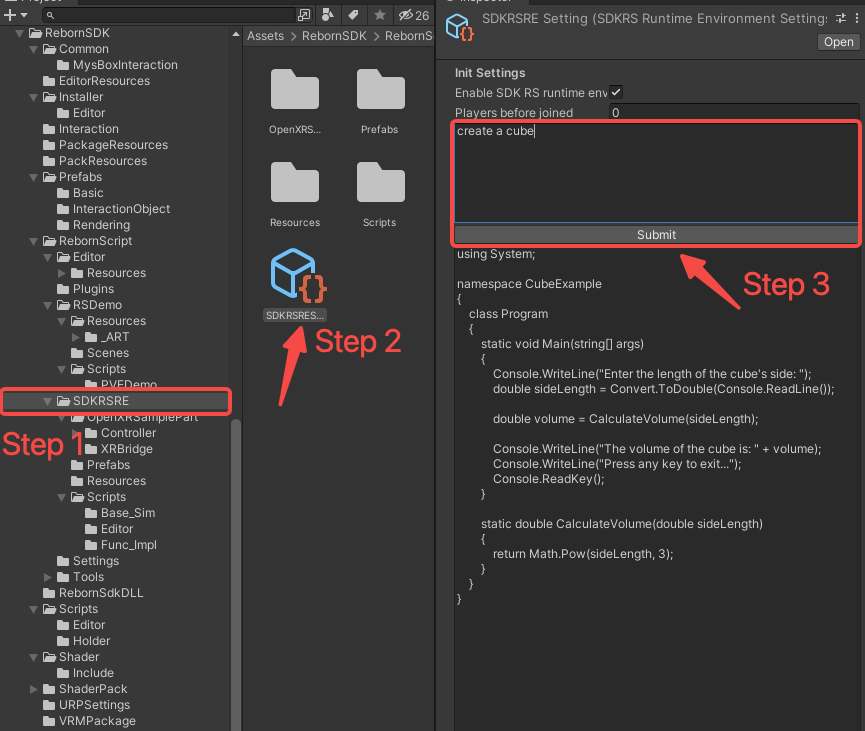 26
RebornSDK
Common
MysBoxInteraction
EditorResources
Installer
Editor
Interaction
PackageResources
PackResources
Prefabs
Basic
InteractionObject
Rendering
RebornScript
Editor
Resources
Plugins
RSDemo
Resources
_ART
Scenes
Scripts
PVEDemo
SDKRSRE
OpenXRSamplePart
Controller
XRBridge
Prefabs
Resources
Scripts
Base_Sim
Editor
Func_Impl
Settings
Tools
RebornSdkDLL
Scripts
Editor
Holder
Shader
Include
ShaderPack
URPSettings
VRMPackage
Step 1
Assets > RebornSDK > RebornS
OpenXRS...
Prefabs
Resources
Scripts
SDKRSRES...
Step 2
SDKRSRE Setting (SDKRS Runtime Environment Settings
Open
Init Settings
Enable SDK RS runtime env
Players before joined 0
create a cube
Submit
Step 3
using System;
namespace CubeExample
{
class Program
{
static void Main(string[] args)
{
Console.WriteLine("Enter the length of the cube's side: ");
double sideLength = Convert.ToDouble(Console.ReadLine());
double volume = CalculateVolume(sideLength);
Console.WriteLine("The volume of the cube is: " + volume);
Console.WriteLine("Press any key to exit...");
Console.ReadKey();
}
static double CalculateVolume(double sideLength)
{
return Math.Pow(sideLength, 3);
}
}
}